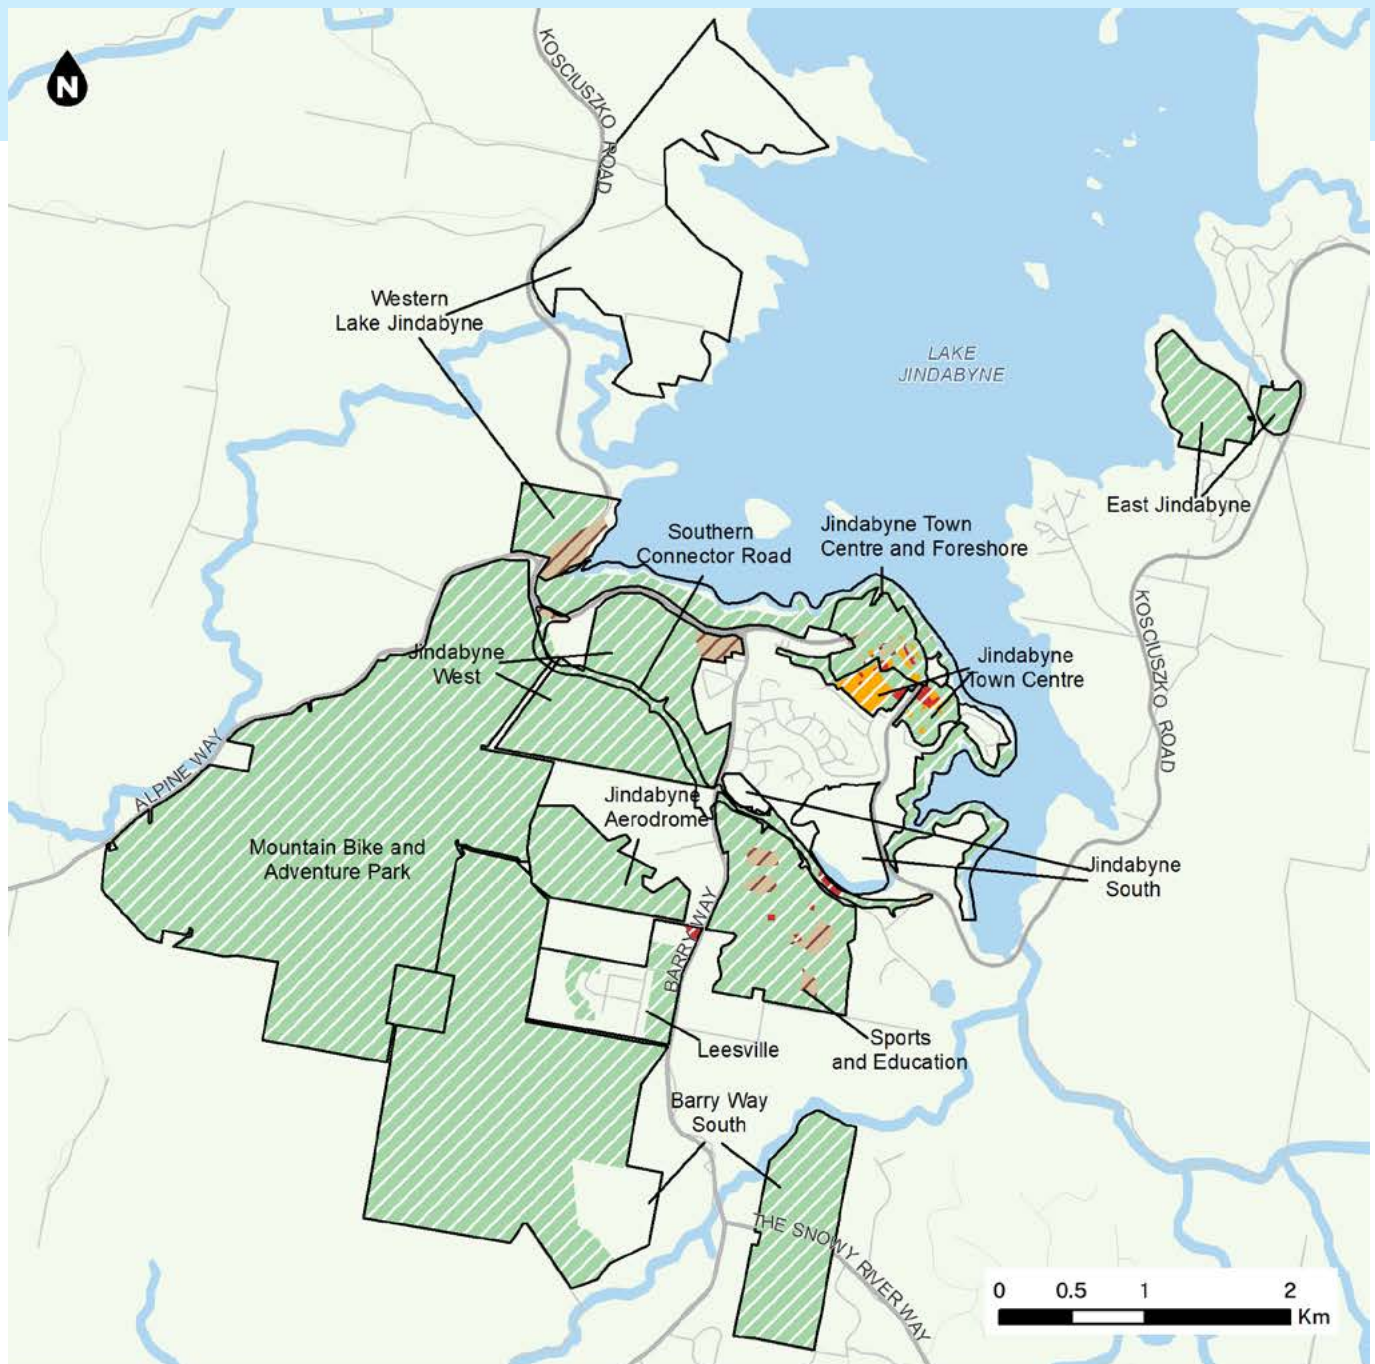 N
KOSCIUSZKO ROAD
Western
Lake Jindabyne
LAKE
JINDABYNE
East Jindabyne
Southern
Connector Road
Jindabyne Town
Centre and Foreshore
KOSCIUSZKO ROAD
Jindabyne
West
Jindabyne
Town Centre
ALPINE WAY
Jindabyne
Aerodrome
Mountain Bike and
Adventure Park
Jindabyne
South
BARRY WAY
Sports
and Education
Leesville
Barry Way
South
THE SNOWY RIVER WAY
0 0.5 1 2
Km